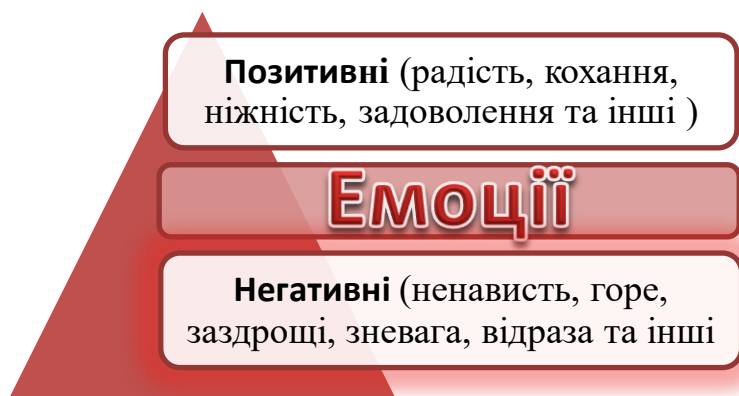 Позитивні (радість, кохання,
ніжність, задоволення та інші )
Емоції
Негативні (ненависть, горе,
заздрощі, зневага, відраза та інші